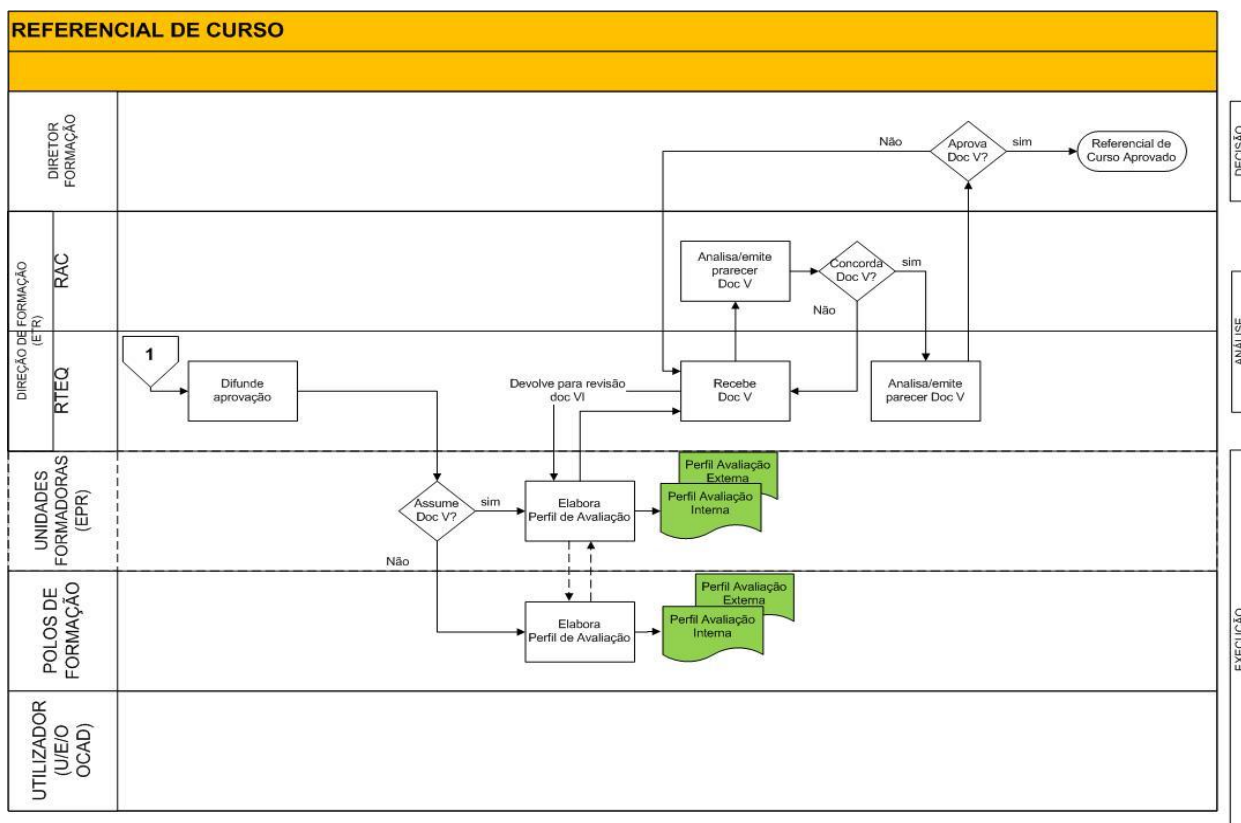 REFERENCIAL DE CURSO
DIRETOR
FORMAÇÃO
Não
Aprova
Doc V?
sim
Referencial de
Curso Aprovado
DECISÃO
DIREÇÃO DE FORMAÇÃO
(ETR)
RAC
Analisa/emite
prarecer
Doc V
Concorda
Doc V?
sim
Não
ANÁLISE
RTEQ
1
Difunde
aprovação
Devolve para revisão
doc VI
Recebe
Doc V
Analisa/emite
parecer Doc V
UNIDADES
FORMADORAS
(EPR)
Assume
Doc V?
sim
Não
Elabora
Perfil de Avaliação
Perfil Avaliação
Externa
Perfil Avaliação
Interna
POLOS DE
FORMAÇÃO
Elabora
Perfil de Avaliação
Perfil Avaliação
Externa
Perfil Avaliação
Interna
EXECUÇÃO
UTILIZADOR
(U/E/O
OCAD)